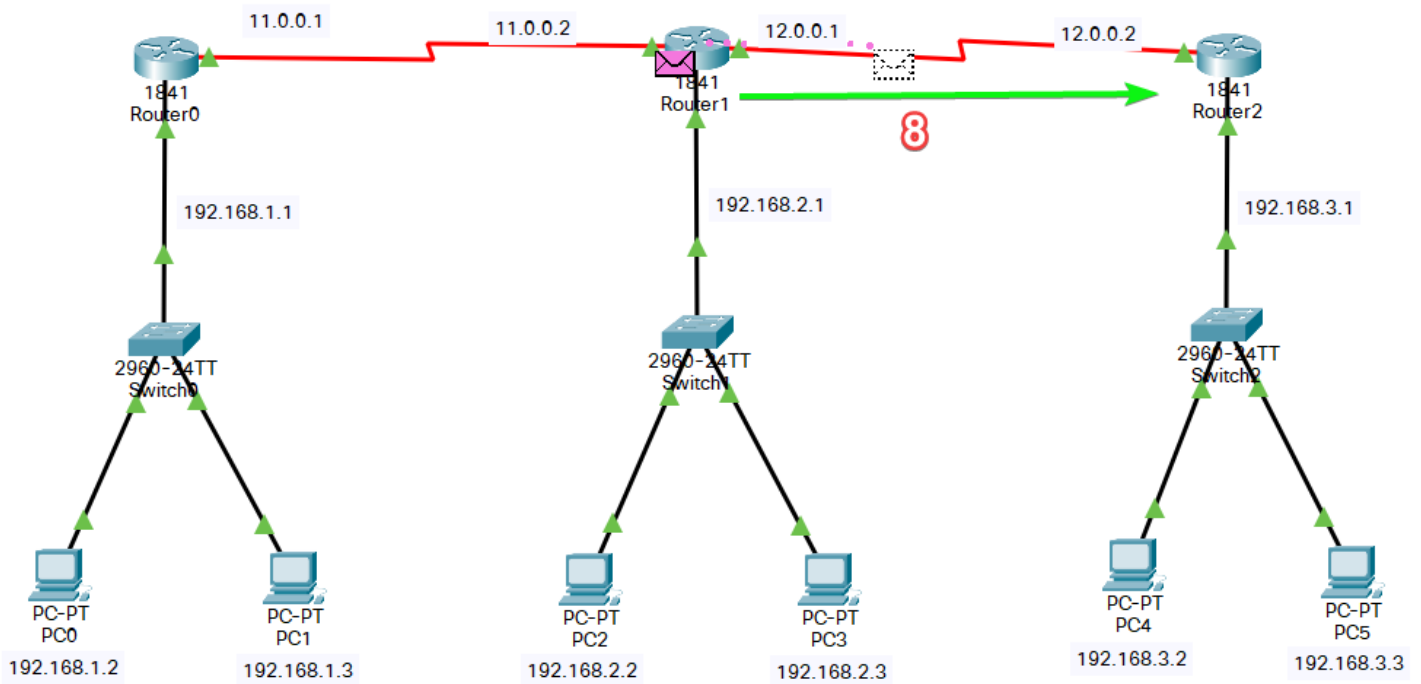 11.0.0.1
11.0.0.2
12.0.0.1
12.0.0.2
1841
Router0
1841
Router1
1841
Router2
8
192.168.1.1
192.168.2.1
192.168.3.1
2960-24TT
Switch0
2960-24TT
Switch1
2960-24TT
Switch2
PC-PT
PC0
PC-PT
PC1
PC-PT
PC2
PC-PT
PC3
PC-PT
PC4
PC-PT
PC5
192.168.1.2
192.168.1.3
192.168.2.2
192.168.2.3
192.168.3.2
192.168.3.3